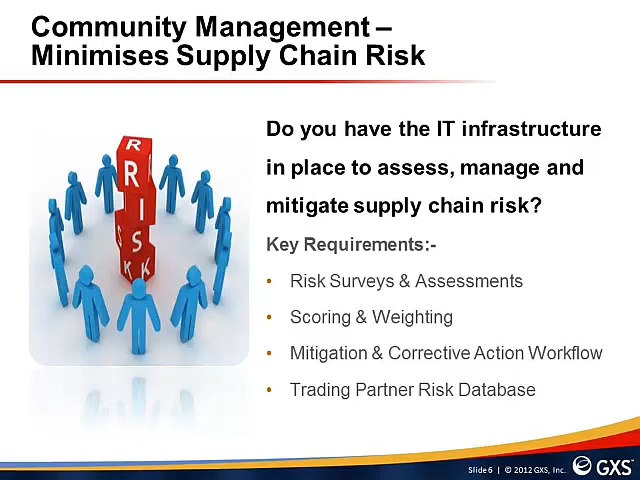 Community Management –
Minimises Supply Chain Risk
Do you have the IT infrastructure
in place to assess, manage and
mitigate supply chain risk?
Key Requirements:-
• Risk Surveys & Assessments
• Scoring & Weighting
• Mitigation & Corrective Action Workflow
• Trading Partner Risk Database
R
R
R
I
S
S
K
K
Slide 6 | © 2012 GXS, Inc.
GXS™